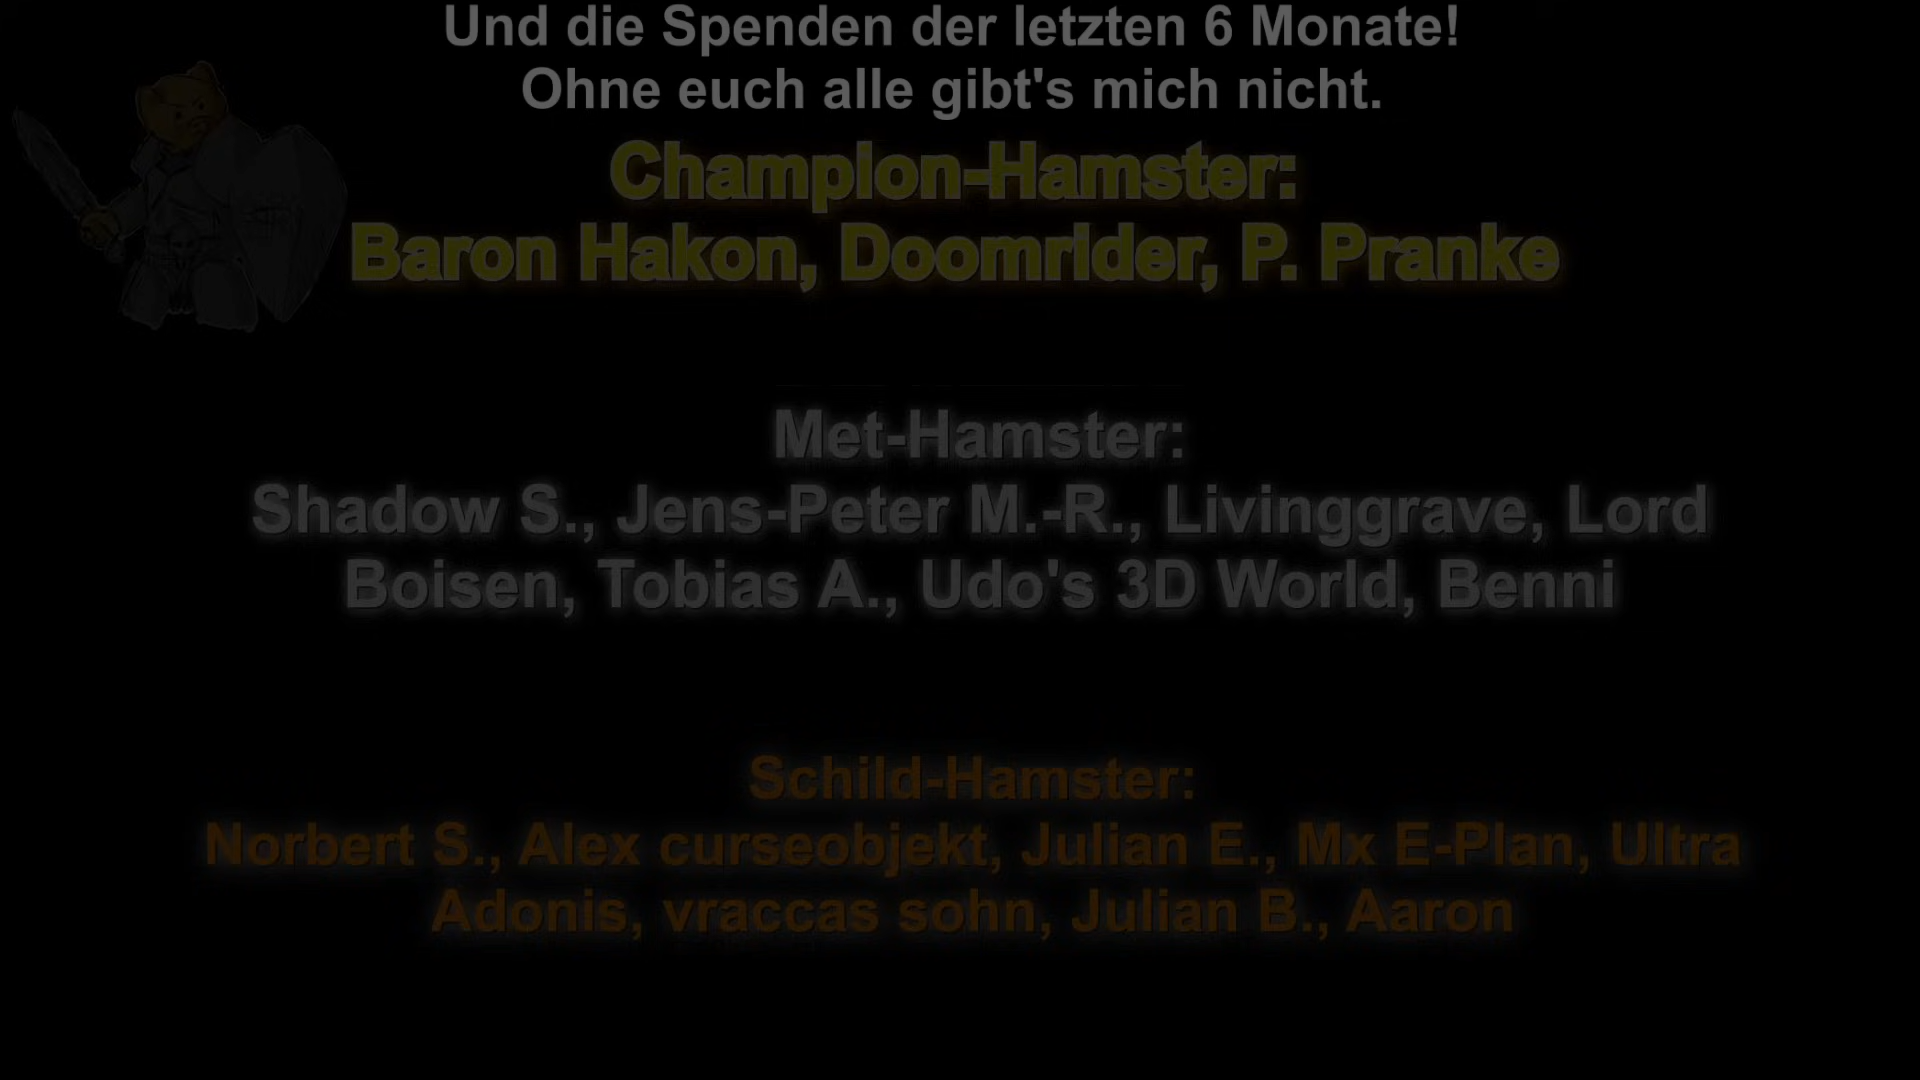 Und die Spenden der letzten 6 Monate!
Ohne euch alle gibt's mich nicht.
Champion-Hamster:
Baron Hakon, Doomrider, P. Pranke
Met-Hamster:
Shadow S., Jens-Peter M.-R., Livinggrave, Lord
Boisen, Tobias A., Udo's 3D World, Benni
Schild-Hamster:
Norbert S., Alex curseobjekt, Julian E., Mx E-Plan, Ultra
Adonis, vraccas sohn, Julian B., Aaron